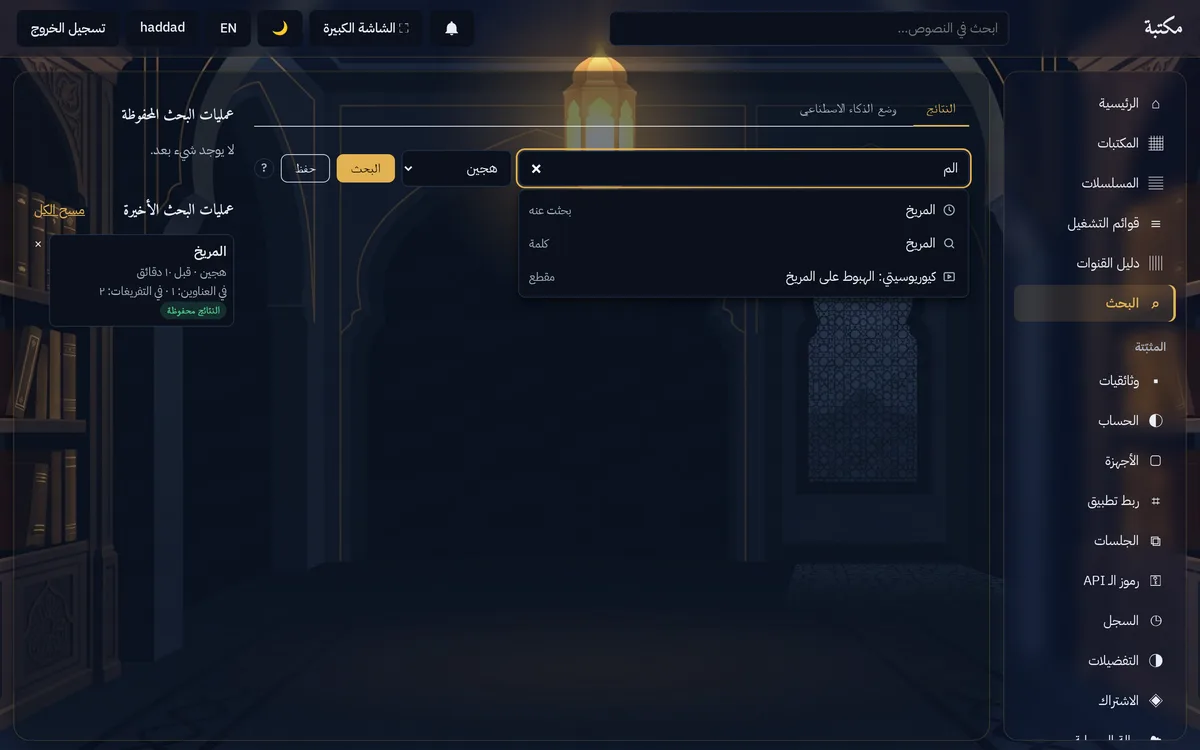 مكتبة
ابحث في النصوص...
الشاشة الكبيرة
EN
haddad
تسجيل الخروج
الرئيسية
المكتبات
المسلسلات
قوائم التشغيل
دليل القنوات
البحث
المثبّتة
وثائقيات
الحساب
الأجهزة
ربط تطبيق
الجلسات
رموز الـ API
السجل
التفضيلات
الاشتراك
النتائج
وضع الذكاء الاصطناعي
الم
هجين
البحث
حفظ
?
المريخ
بحثت عنه
المريخ
كلمة
كيوريوسيتي: الهبوط على المريخ
مقطع
عمليات البحث المحفوظة
لا يوجد شيء بعد.
عمليات البحث الأخيرة
مسح الكل
المريخ
هجين · قبل ١٠ دقائق
في العناوين: ١ · في التفريغات: ٢
النتائج محفوظة